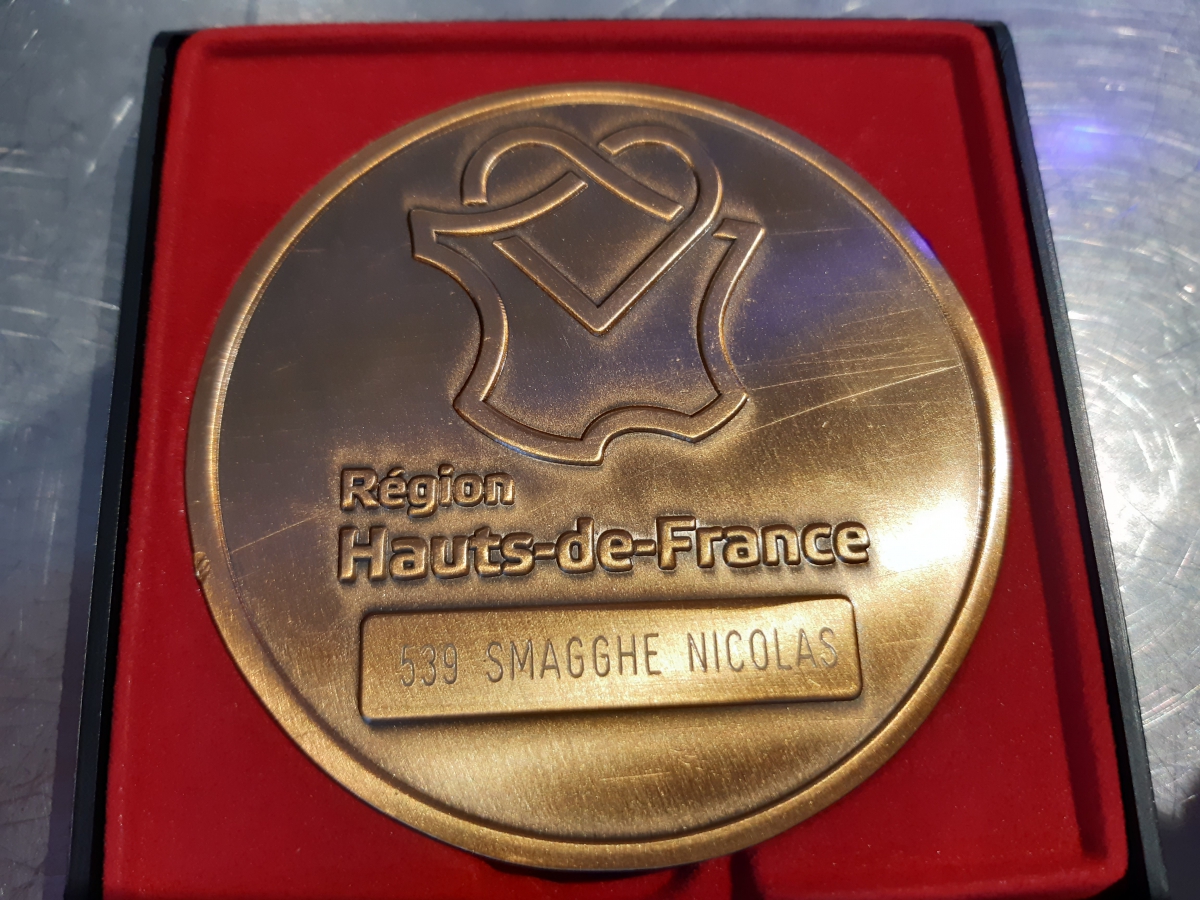 Région
Hauts-de-France
539 SMAGGHE NICOLAS